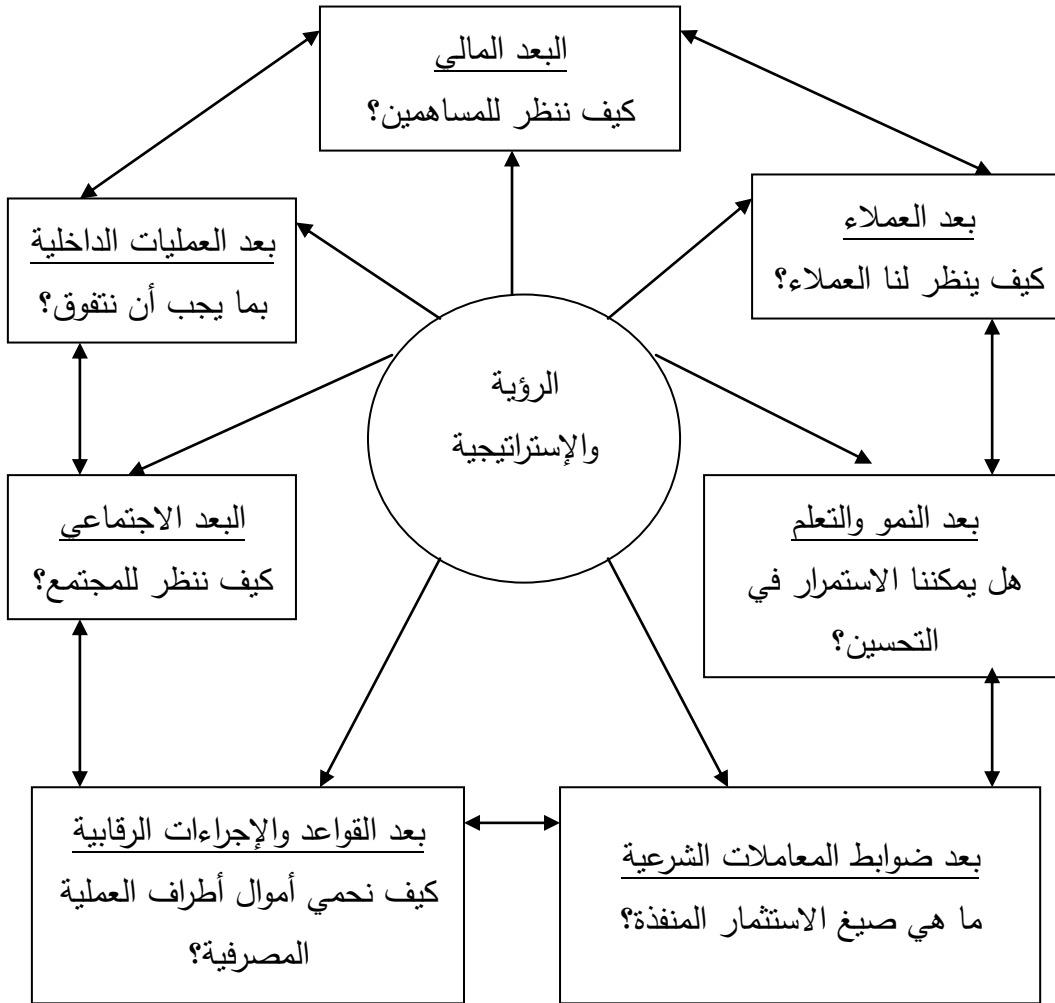 البعد المالي
كيف ننظر للمساهمين؟
بعد العملاء
كيف ينظر لنا العملاء؟
بعد العمليات الداخلية
بما يجب أن نتفوق؟
الرؤية
والإستراتيجية
بعد النمو والتعلم
هل يمكننا الاستمرار في
التحسين؟
البعد الاجتماعي
كيف ننظر للمجتمع؟
بعد ضوابط المعاملات الشرعية
ما هي صيغ الاستثمار المنفذة؟
بعد القواعد والإجراءات الرقابية
كيف نحمي أموال أطراف العملية
المصرفية؟